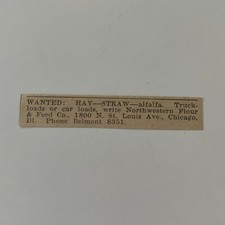 WANTED: HAY—STRAW—alfalfa. Truck-
loads or car loads, write Northwestern Flour
& Feed Co., 1800 N. St. Louis Ave., Chicago,
Ill. Phone Belmont 8351.